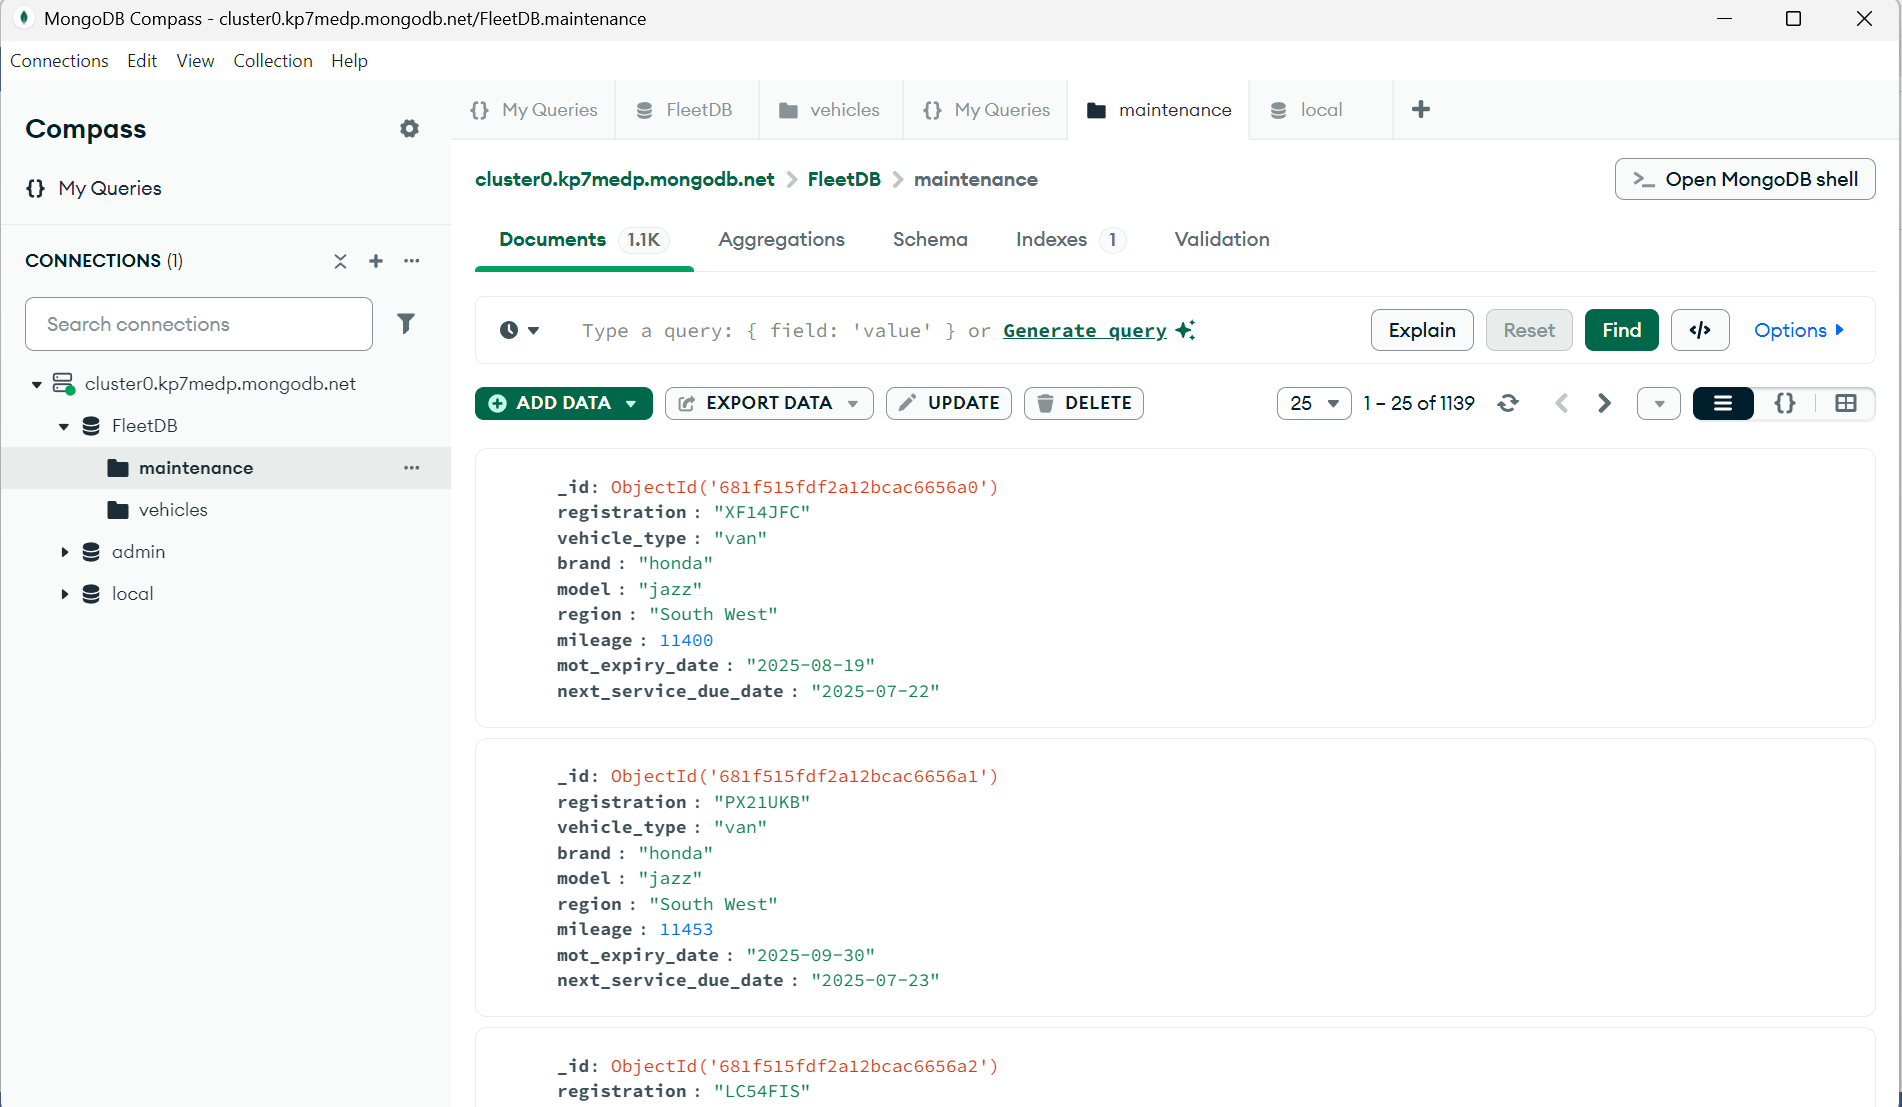 MongoDB Compass - cluster0.kp7medp.mongodb.net/FleetDB.maintenance
Connections Edit View Collection Help
Compass
My Queries
CONNECTIONS (1)
Search connections
cluster0.kp7medp.mongodb.net
FleetDB
maintenance
vehicles
admin
local
{} My Queries FleetDB vehicles {} My Queries maintenance local +
cluster0.kp7medp.mongodb.net > FleetDB > maintenance
>_ Open MongoDB shell
Documents 1.1K Aggregations Schema Indexes 1 Validation
Type a query: { field: 'value' } or Generate query
Explain Reset Find </> Options
ADD DATA EXPORT DATA UPDATE DELETE 25 1 – 25 of 1139 {}
_id: ObjectId('681f515fdf2a12bcac6656a0')
registration : "XF14JFC"
vehicle_type : "van"
brand : "honda"
model : "jazz"
region : "South West"
mileage : 11400
mot_expiry_date : "2025-08-19"
next_service_due_date : "2025-07-22"
_id: ObjectId('681f515fdf2a12bcac6656a1')
registration : "PX21UKB"
vehicle_type : "van"
brand : "honda"
model : "jazz"
region : "South West"
mileage : 11453
mot_expiry_date : "2025-09-30"
next_service_due_date : "2025-07-23"
_id: ObjectId('681f515fdf2a12bcac6656a2')
registration : "LC54FIS"